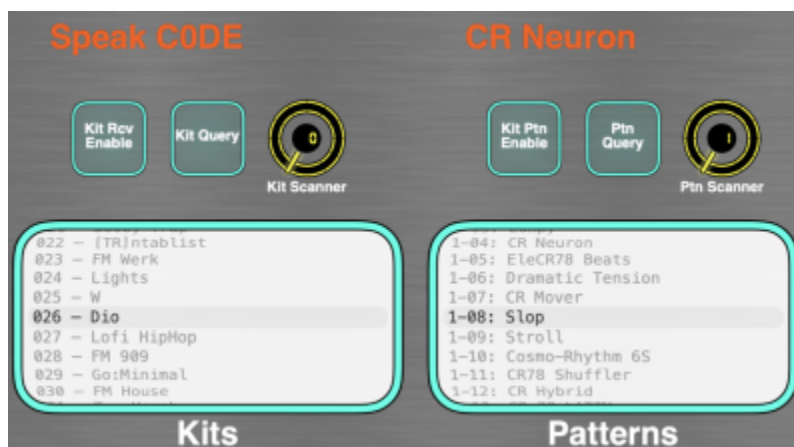 Speak C0DE
CR Neuron
Kit Rcv
Enable
Kit Query
0
Kit Scanner
Kit Ptn
Enable
Ptn
Query
1
Ptn Scanner
022 – [TR]ntablist
023 – FM Werk
024 – Lights
025 – W
026 – Dio
027 – Lofi HipHop
028 – FM 909
029 – Go:Minimal
030 – FM House
1-04: CR Neuron
1-05: EleCR78 Beats
1-06: Dramatic Tension
1-07: CR Mover
1-08: Slop
1-09: Stroll
1-10: Cosmo-Rhythm 6S
1-11: CR78 Shuffler
1-12: CR Hybrid
Kits
Patterns